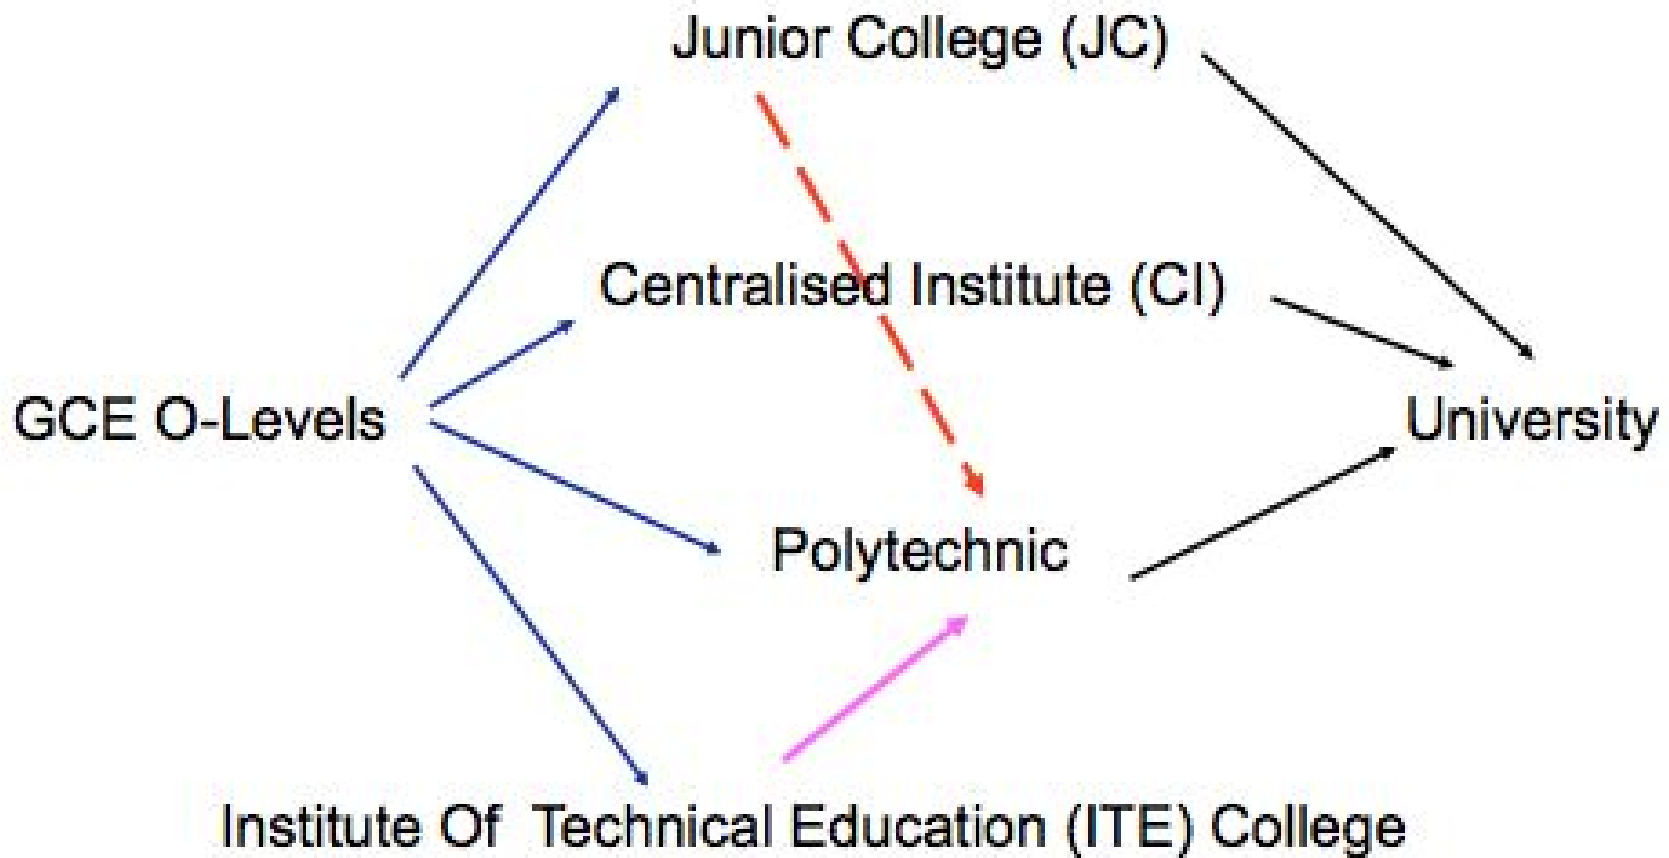 Junior College (JC)
Centralised Institute (CI)
GCE O-Levels
University
Polytechnic
Institute Of Technical Education (ITE) College